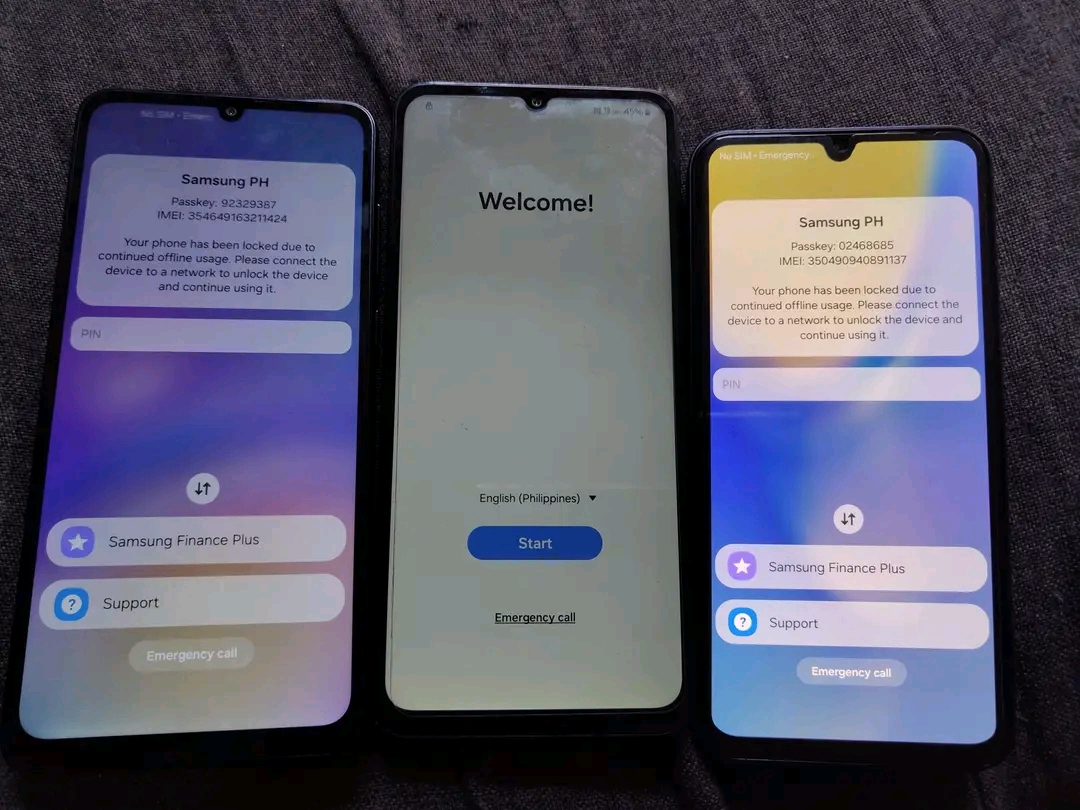 No SIM • Emer
Samsung PH
Passkey: 92329387
IMEI: 354649163211424
Your phone has been locked due to
continued offline usage. Please connect the
device to a network to unlock the device
and continue using it.
PIN
Samsung Finance Plus
Support
Emergency call
45%
Welcome!
English (Philippines)
Start
Emergency call
No SIM • Emergency
Samsung PH
Passkey: 02468685
IMEI: 350490940891137
Your phone has been locked due to
continued offline usage. Please connect the
device to a network to unlock the device and
continue using it.
PIN
Samsung Finance Plus
Support
Emergency call